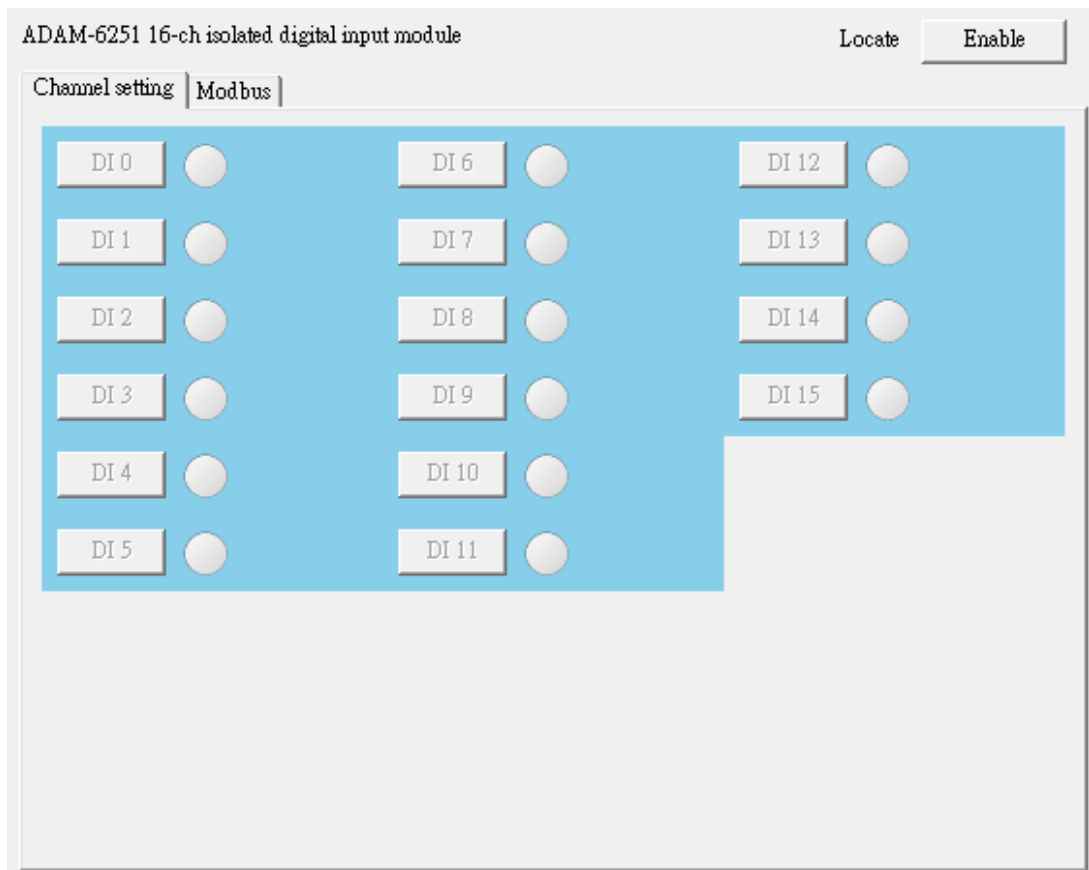 ADAM-6251 16-ch isolated digital input module
Locate Enable
Channel setting Modbus
DI 0 DI 6 DI 12
DI 1 DI 7 DI 13
DI 2 DI 8 DI 14
DI 3 DI 9 DI 15
DI 4 DI 10
DI 5 DI 11